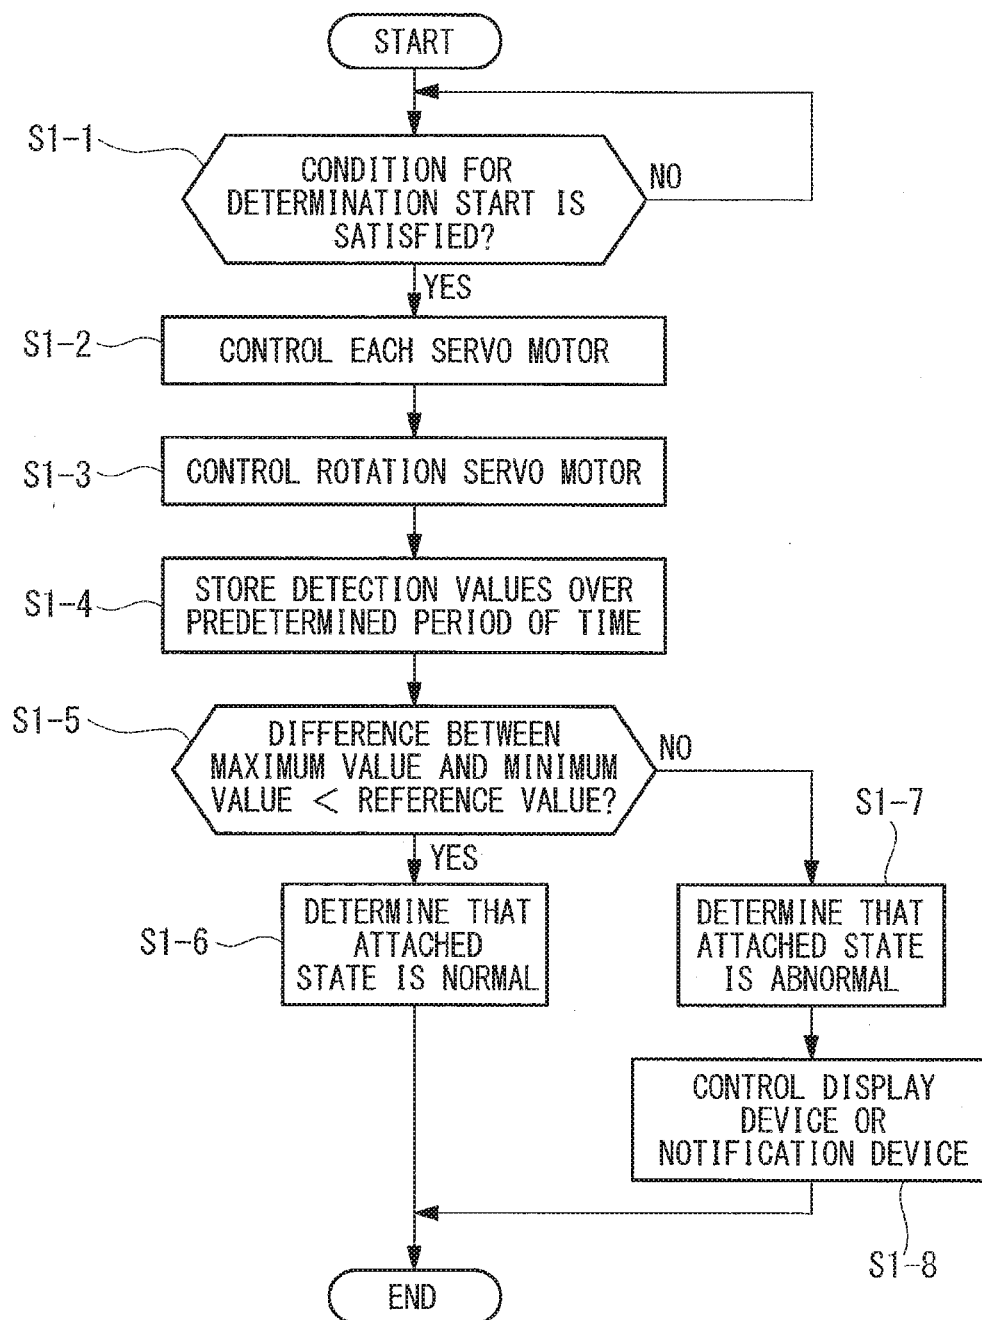 START
S1-1
CONDITION FOR
DETERMINATION START IS
SATISFIED?
NO
YES
S1-2
CONTROL EACH SERVO MOTOR
S1-3
CONTROL ROTATION SERVO MOTOR
S1-4
STORE DETECTION VALUES OVER
PREDETERMINED PERIOD OF TIME
S1-5
DIFFERENCE BETWEEN
MAXIMUM VALUE AND MINIMUM
VALUE < REFERENCE VALUE?
NO
YES
S1-6
DETERMINE THAT
ATTACHED
STATE IS NORMAL
S1-7
DETERMINE THAT
ATTACHED STATE
IS ABNORMAL
CONTROL DISPLAY
DEVICE OR
NOTIFICATION DEVICE
S1-8
END